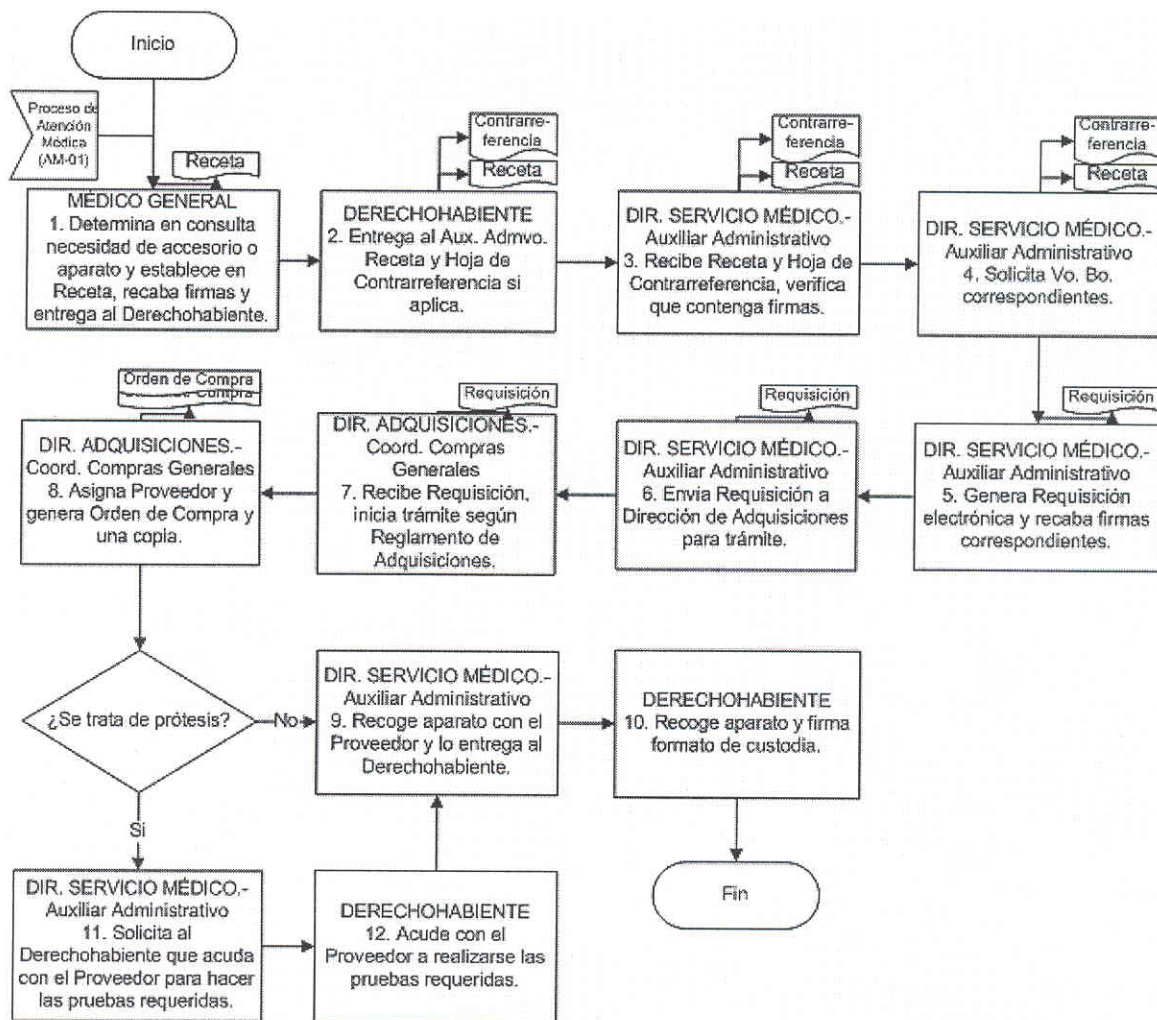 Inicio
Proceso de
Atención
Médica
(AM-01)
Receta
MÉDICO GENERAL
1. Determina en consulta
necesidad de accesorio o
aparato y establece en
Receta, recaba firmas y
entrega al Derechohabiente.
Contrarre-
ferencia
Receta
DERECHOHABIENTE
2. Entrega al Aux. Admvo.
Receta y Hoja de
Contrarreferencia si
aplica.
Contrarre-
ferencia
Receta
DIR. SERVICIO MÉDICO.-
Auxiliar Administrativo
3. Recibe Receta y Hoja de
Contrarreferencia, verifica
que contenga firmas.
Contrarre-
ferencia
Receta
DIR. SERVICIO MÉDICO.-
Auxiliar Administrativo
4. Solicita Vo. Bo.
correspondientes.
Orden de Compra
Compra
DIR. ADQUISICIONES.-
Coord. Compras Generales
8. Asigna Proveedor y
genera Orden de Compra y
una copia.
Requisición
DIR. ADQUISICIONES.-
Coord. Compras
Generales
7. Recibe Requisición,
inicia trámite según
Reglamento de
Adquisiciones.
Requisición
DIR. SERVICIO MÉDICO.-
Auxiliar Administrativo
6. Envía Requisición a
Dirección de Adquisiciones
para trámite.
Requisición
DIR. SERVICIO MÉDICO.-
Auxiliar Administrativo
5. Genera Requisición
electrónica y recaba firmas
correspondientes.
¿Se trata de prótesis?
No
DIR. SERVICIO MÉDICO.-
Auxiliar Administrativo
9. Recoge aparato con el
Proveedor y lo entrega al
Derechohabiente.
DERECHOHABIENTE
10. Recoge aparato y firma
formato de custodia.
Si
DIR. SERVICIO MÉDICO.-
Auxiliar Administrativo
11. Solicita al
Derechohabiente que acuda
con el Proveedor para hacer
las pruebas requeridas.
DERECHOHABIENTE
12. Acude con el
Proveedor a realizarse las
pruebas requeridas.
Fin